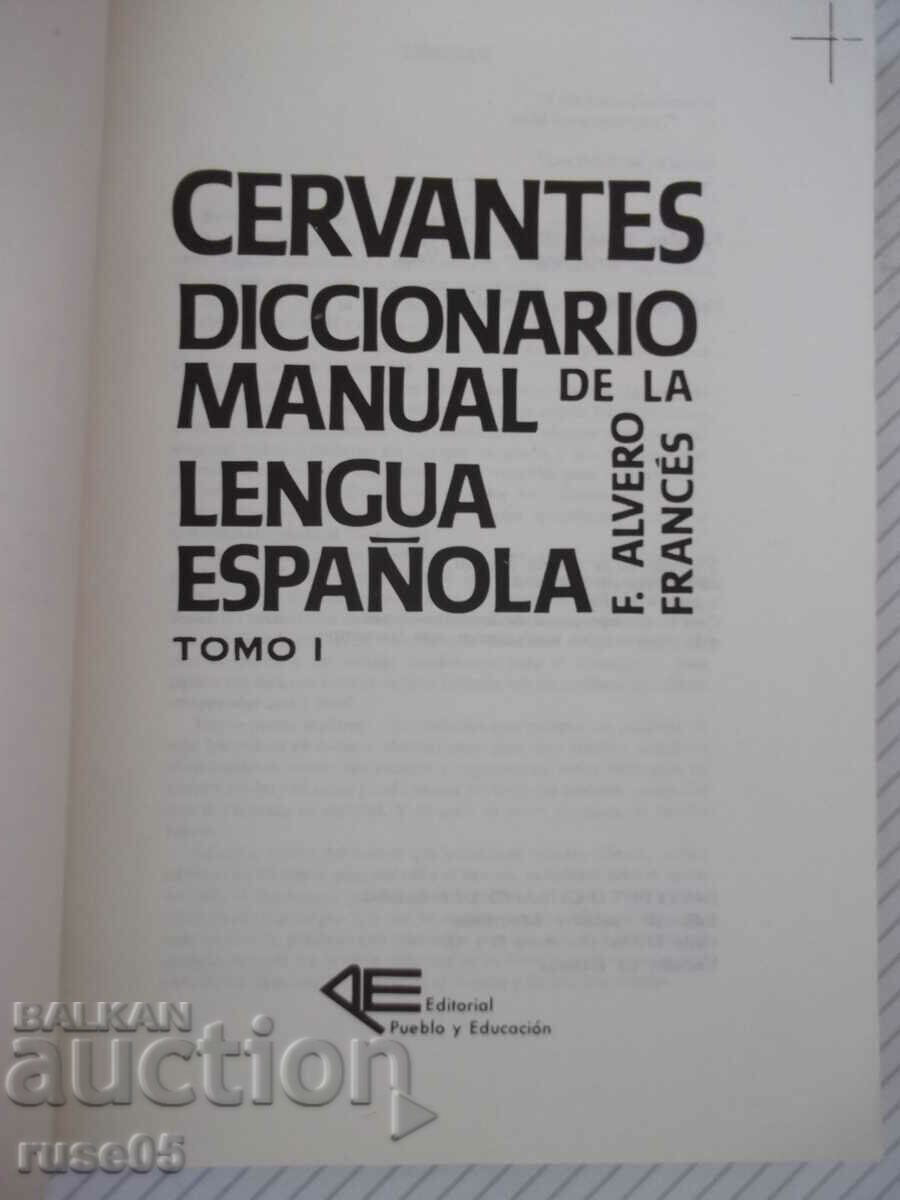 CERVANTES
DICCIONARIO
MANUAL DE LA
LENGUA
ESPAÑOLA
F. ALVERO
FRANCÉS
TOMO I
Editorial
Pueblo y Educación
BALKAN
auction
ruse05